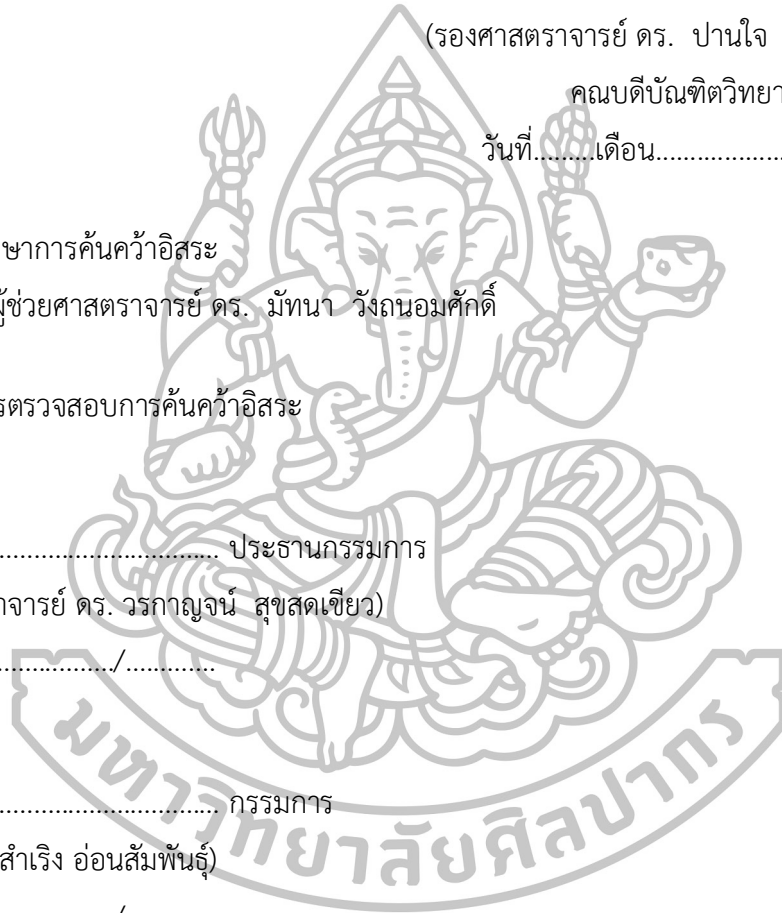 (รองศาสตราจารย์ ดร.  ปานใจ
คณบดีบัณฑิตวิทยา
วันที่.........เดือน...................
ษาการค้นคว้าอิสระ
ผู้ช่วยศาสตราจารย์ ดร.  มัทนา  วังถนอมศักดิ์
รตรวจสอบการค้นคว้าอิสระ
...................................... ประธานกรรมการ
าจารย์ ดร. วรกาญจน์  สุขสดเขียว)
..................../.............
...................................... กรรมการ
สำเริง อ่อนสัมพันธุ์)
มหาวิทยาลัยศิลปากร